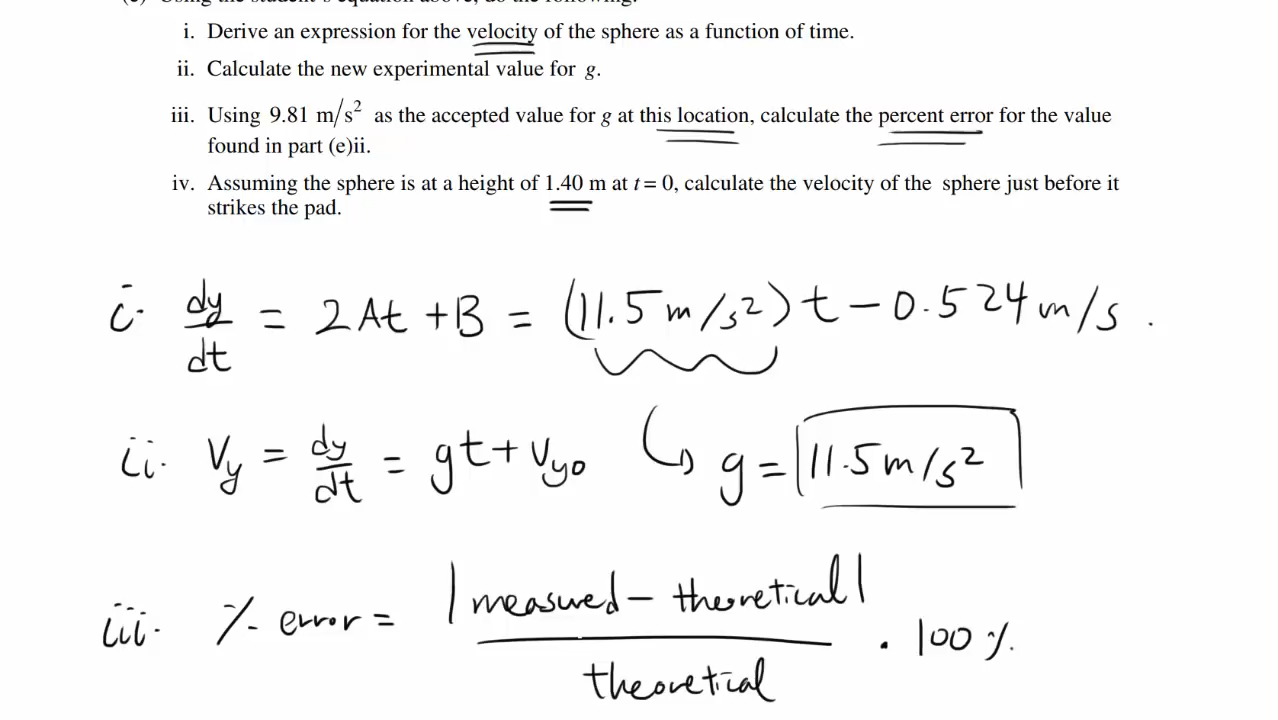 i. Derive an expression for the velocity of the sphere as a function of time.
ii. Calculate the new experimental value for g.
iii. Using 9.81 m/s² as the accepted value for g at this location, calculate the percent error for the value
found in part (e)ii.
iv. Assuming the sphere is at a height of 1.40 m at t = 0, calculate the velocity of the sphere just before it
strikes the pad.
i. dy/dt = 2At + B = (11.5 m/s²)t − 0.524 m/s.
ii. Vy = dy/dt = gt + Vy0 ↳ g = 11.5 m/s²
iii. % error = |measured − theoretical| / theoretical · 100 %